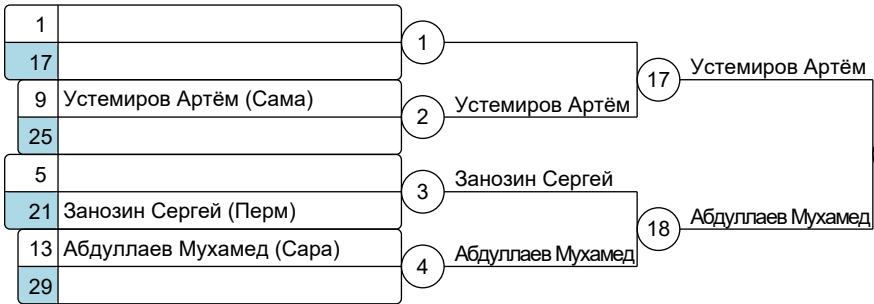 1
17
1
9 Устемиров Артём (Сама)
25
2
Устемиров Артём
17
Устемиров Артём
5
21 Занозин Сергей (Перм)
3
Занозин Сергей
13 Абдуллаев Мухамед (Сара)
29
4
Абдуллаев Мухамед
18
Абдуллаев Мухамед